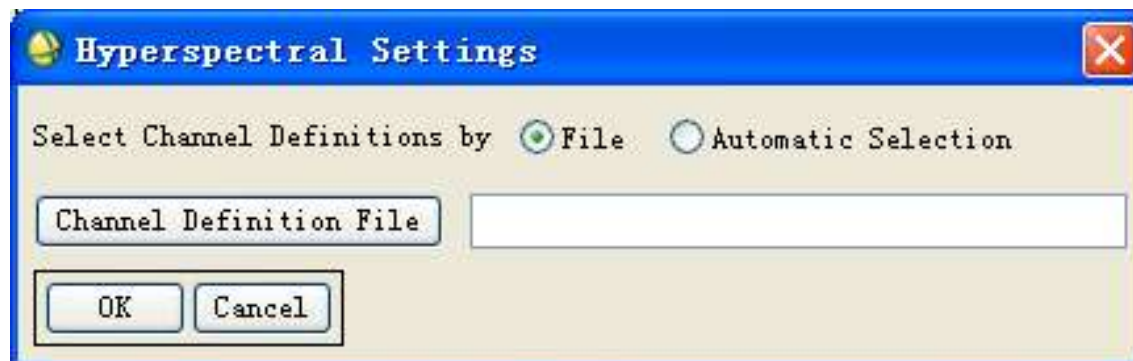 Hyperspectral Settings
Select Channel Definitions by File Automatic Selection
Channel Definition File
OK Cancel